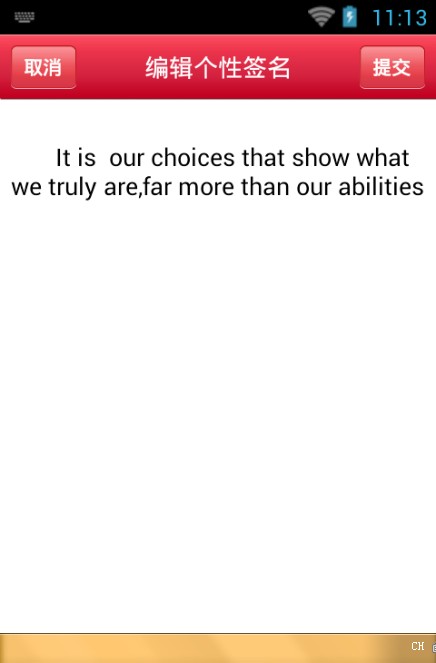 11:13
取消 编辑个性签名 提交
It is  our choices that show what
we truly are,far more than our abilities
CH